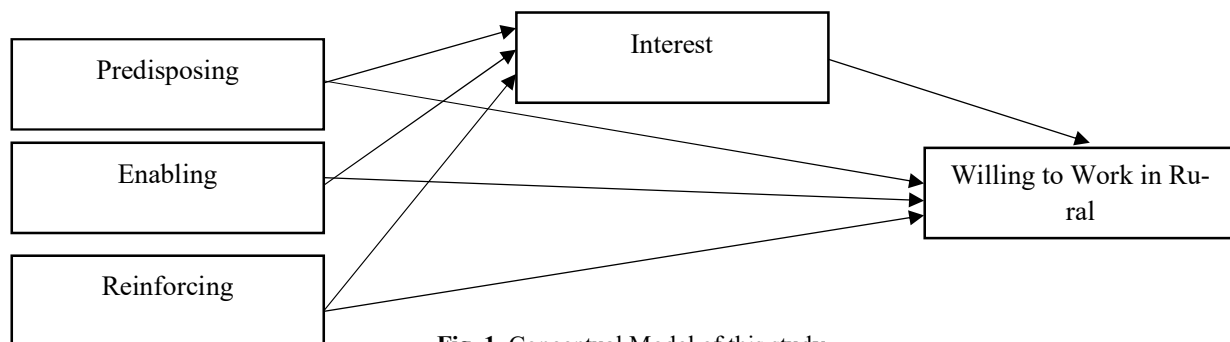 Interest
Predisposing
Enabling
Willing to Work in Ru-
ral
Reinforcing
Fig. 1. Conceptual Model of this study